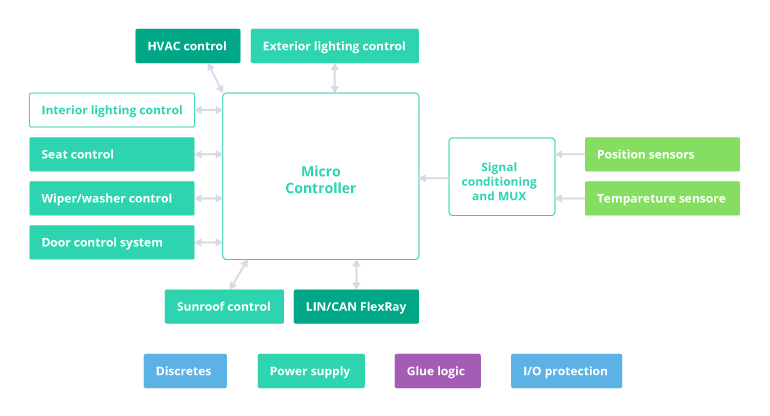 HVAC control
Exterior lighting control
Interior lighting control
Seat control
Wiper/washer control
Door control system
Micro
Controller
Signal
conditioning
and MUX
Position sensors
Tempareture sensore
Sunroof control
LIN/CAN FlexRay
Discretes
Power supply
Glue logic
I/O protection